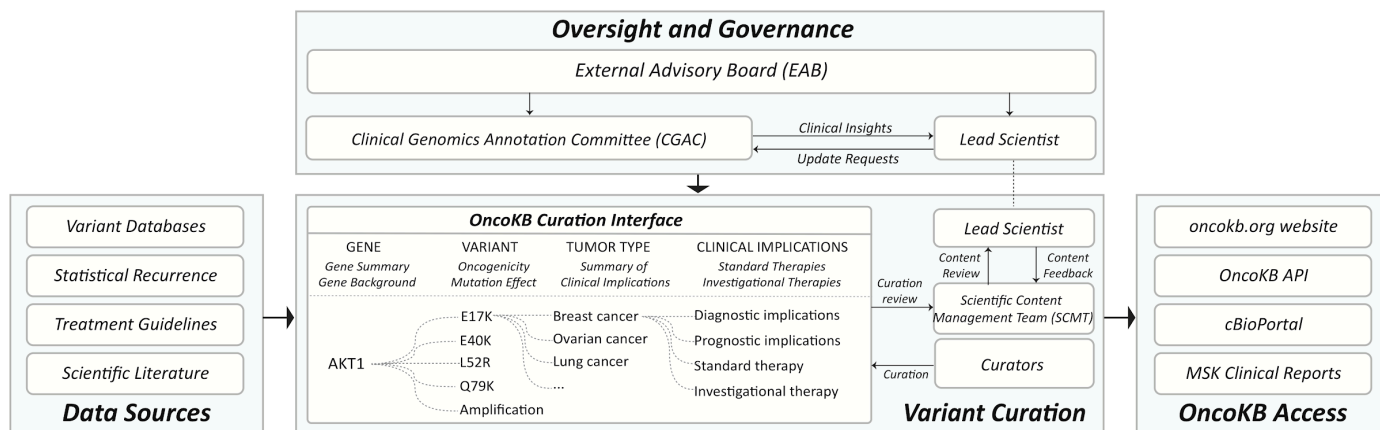 Oversight and Governance
External Advisory Board (EAB)
Clinical Genomics Annotation Committee (CGAC)
Clinical Insights
Update Requests
Lead Scientist
Variant Databases
Statistical Recurrence
Treatment Guidelines
Scientific Literature
Data Sources
OncoKB Curation Interface
GENE
Gene Summary
Gene Background
VARIANT
Oncogenicity
Mutation Effect
TUMOR TYPE
Summary of
Clinical Implications
CLINICAL IMPLICATIONS
Standard Therapies
Investigational Therapies
AKT1
E17K
E40K
L52R
Q79K
Amplification
Breast cancer
Ovarian cancer
Lung cancer
...
Diagnostic implications
Prognostic implications
Standard therapy
Investigational therapy
Curation
review
Curation
Lead Scientist
Content
Review
Content
Feedback
Scientific Content
Management Team (SCMT)
Curators
Variant Curation
oncokb.org website
OncoKB API
cBioPortal
MSK Clinical Reports
OncoKB Access